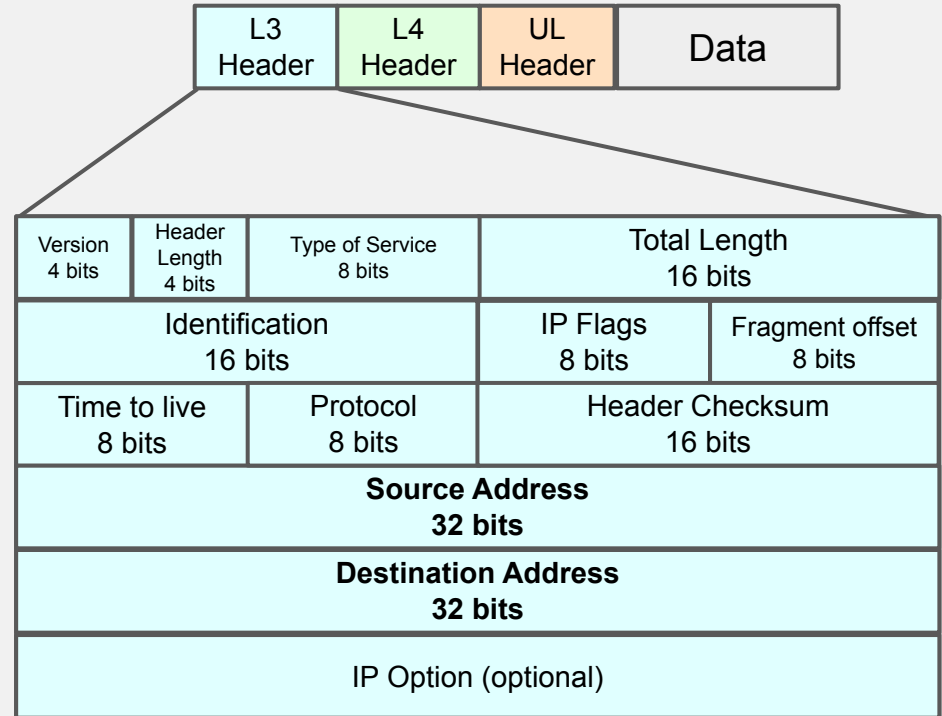 L3
Header
L4
Header
UL
Header
Data
Version
4 bits
Header
Length
4 bits
Type of Service
8 bits
Total Length
16 bits
Identification
16 bits
IP Flags
8 bits
Fragment offset
8 bits
Time to live
8 bits
Protocol
8 bits
Header Checksum
16 bits
Source Address
32 bits
Destination Address
32 bits
IP Option (optional)